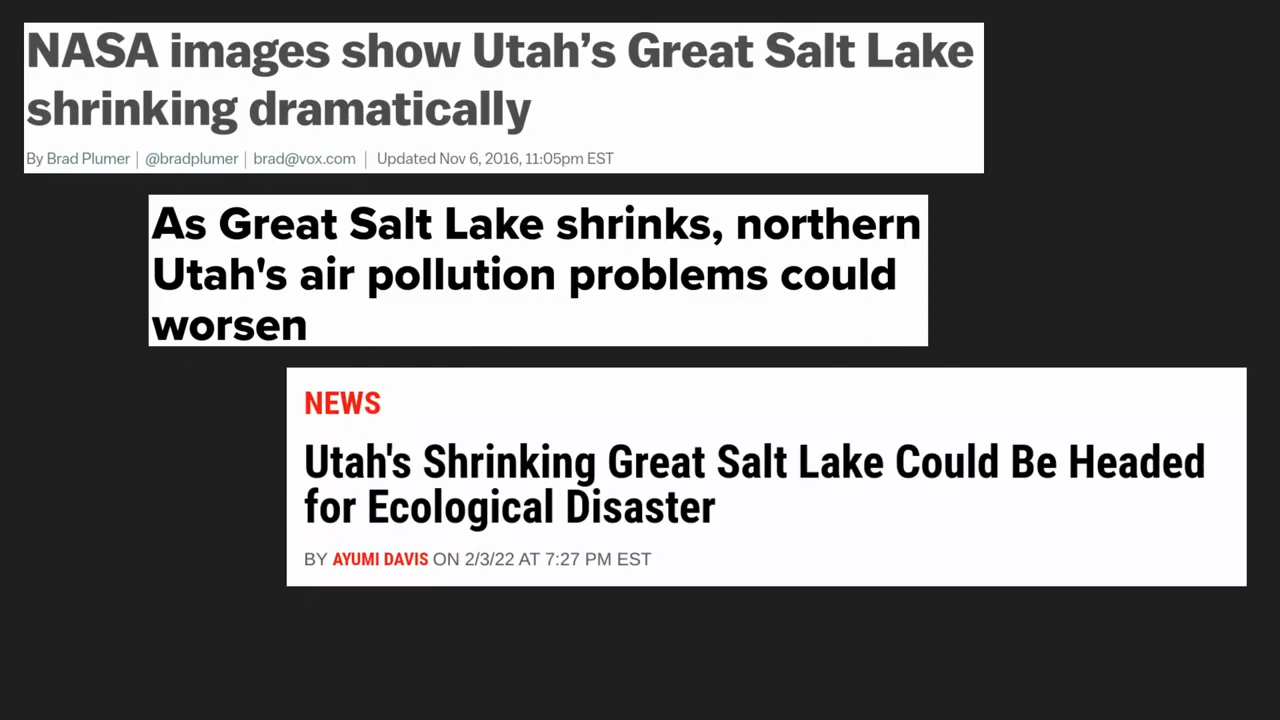 NASA images show Utah’s Great Salt Lake
shrinking dramatically
By Brad Plumer | @bradplumer | brad@vox.com | Updated Nov 6, 2016, 11:05pm EST
As Great Salt Lake shrinks, northern
Utah's air pollution problems could
worsen
NEWS
Utah's Shrinking Great Salt Lake Could Be Headed
for Ecological Disaster
BY AYUMI DAVIS ON 2/3/22 AT 7:27 PM EST